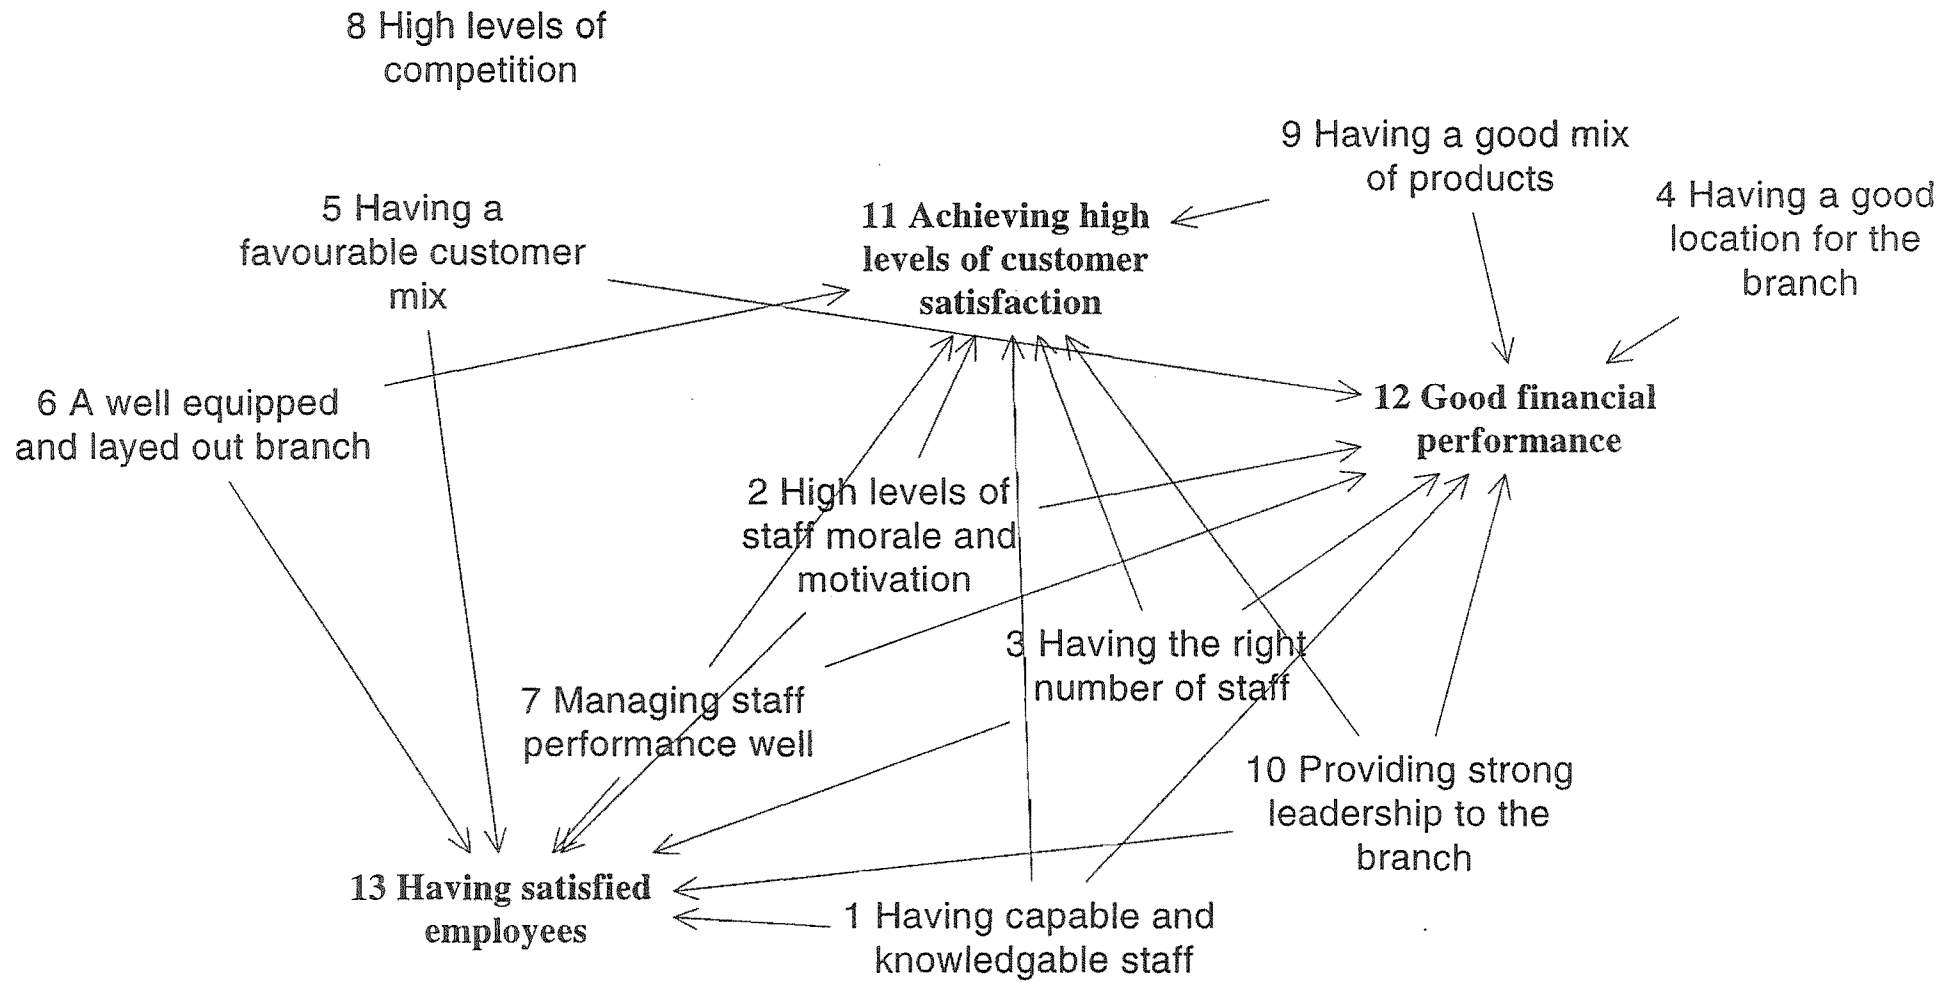 8 High levels of
competition
9 Having a good mix
of products
4 Having a good
location for the
branch
5 Having a
favourable customer
mix
11 Achieving high
levels of customer
satisfaction
6 A well equipped
and layed out branch
12 Good financial
performance
2 High levels of
staff morale and
motivation
3 Having the right
number of staff
7 Managing staff
performance well
10 Providing strong
leadership to the
branch
13 Having satisfied
employees
1 Having capable and
knowledgable staff